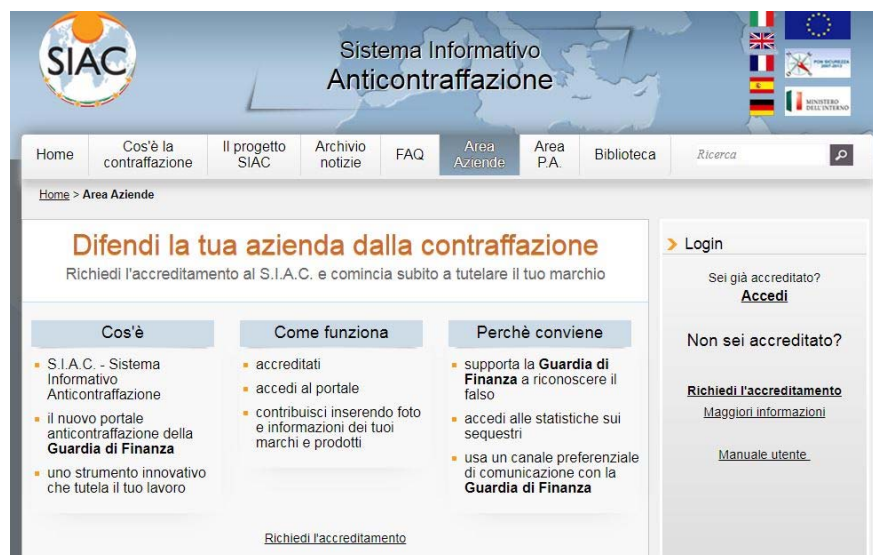 SIAC
Sistema Informativo
Anticontraffazione
PON SICUREZZA
2007-2013
MINISTERO
DELL'INTERNO
Home
Cos'è la
contraffazione
Il progetto
SIAC
Archivio
notizie
FAQ
Area
Aziende
Area
P.A.
Biblioteca
Ricerca
Home > Area Aziende
Difendi la tua azienda dalla contraffazione
Richiedi l'accreditamento al S.I.A.C. e comincia subito a tutelare il tuo marchio
Cos'è
S.I.A.C. - Sistema
Informativo
Anticontraffazione
il nuovo portale
anticontraffazione della
Guardia di Finanza
uno strumento innovativo
che tutela il tuo lavoro
Come funziona
accreditati
accedi al portale
contribuisci inserendo foto
e informazioni dei tuoi
marchi e prodotti
Perchè conviene
supporta la Guardia di
Finanza a riconoscere il
falso
accedi alle statistiche sui
sequestri
usa un canale preferenziale
di comunicazione con la
Guardia di Finanza
Richiedi l'accreditamento
Login
Sei già accreditato?
Accedi
Non sei accreditato?
Richiedi l'accreditamento
Maggiori informazioni
Manuale utente